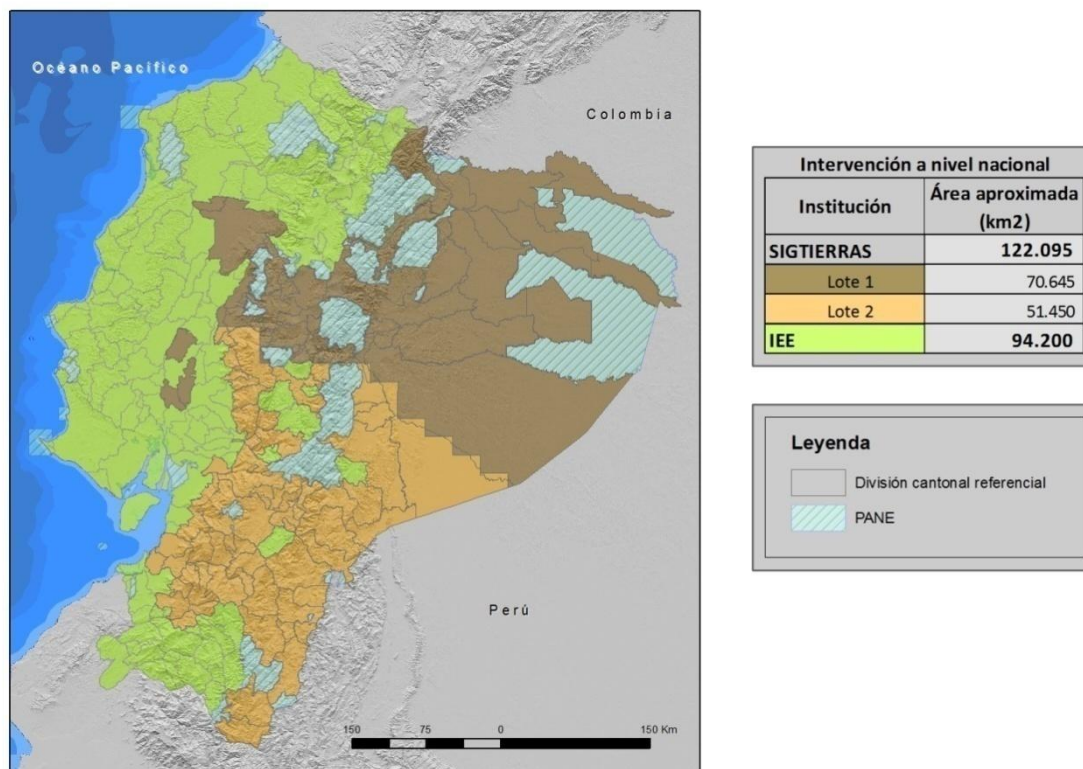 Océano Pacífico
Colombia
Perú
150 75 0 150 Km
Intervención a nivel nacional
Institución Área aproximada (km2)
SIGTIERRAS 122.095
Lote 1 70.645
Lote 2 51.450
IEE 94.200
Leyenda
División cantonal referencial
PANE